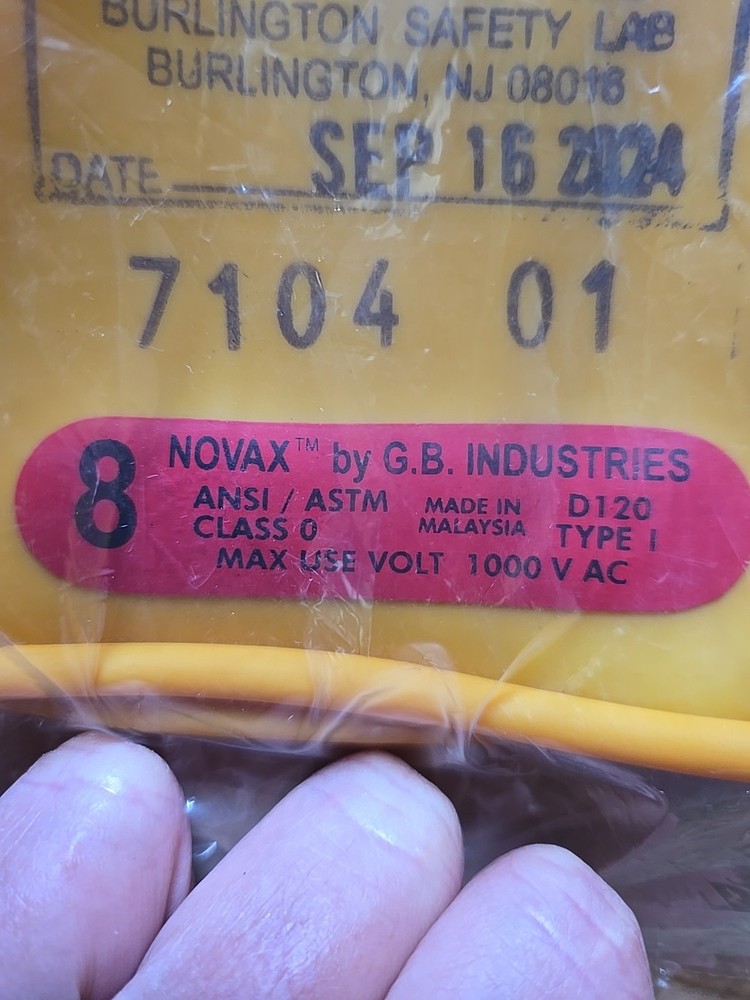 BURLINGTON SAFETY LAB
BURLINGTON, NJ 08016
DATE SEP 16 2024
7104 01
8
NOVAX™ by G.B. INDUSTRIES
ANSI / ASTM MADE IN D120
CLASS 0 MALAYSIA TYPE I
MAX USE VOLT 1000 V AC